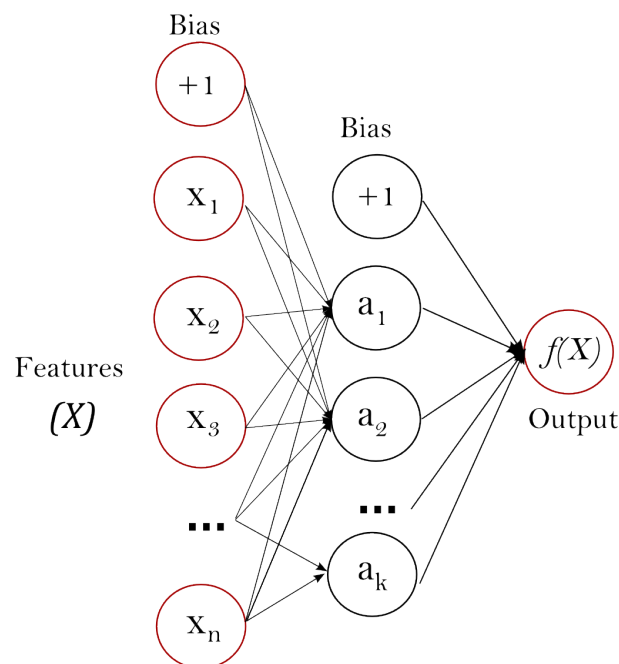 Bias
+1
x1
x2
x3
...
xn
Features
(X)
Bias
+1
a1
a2
...
ak
f(X)
Output